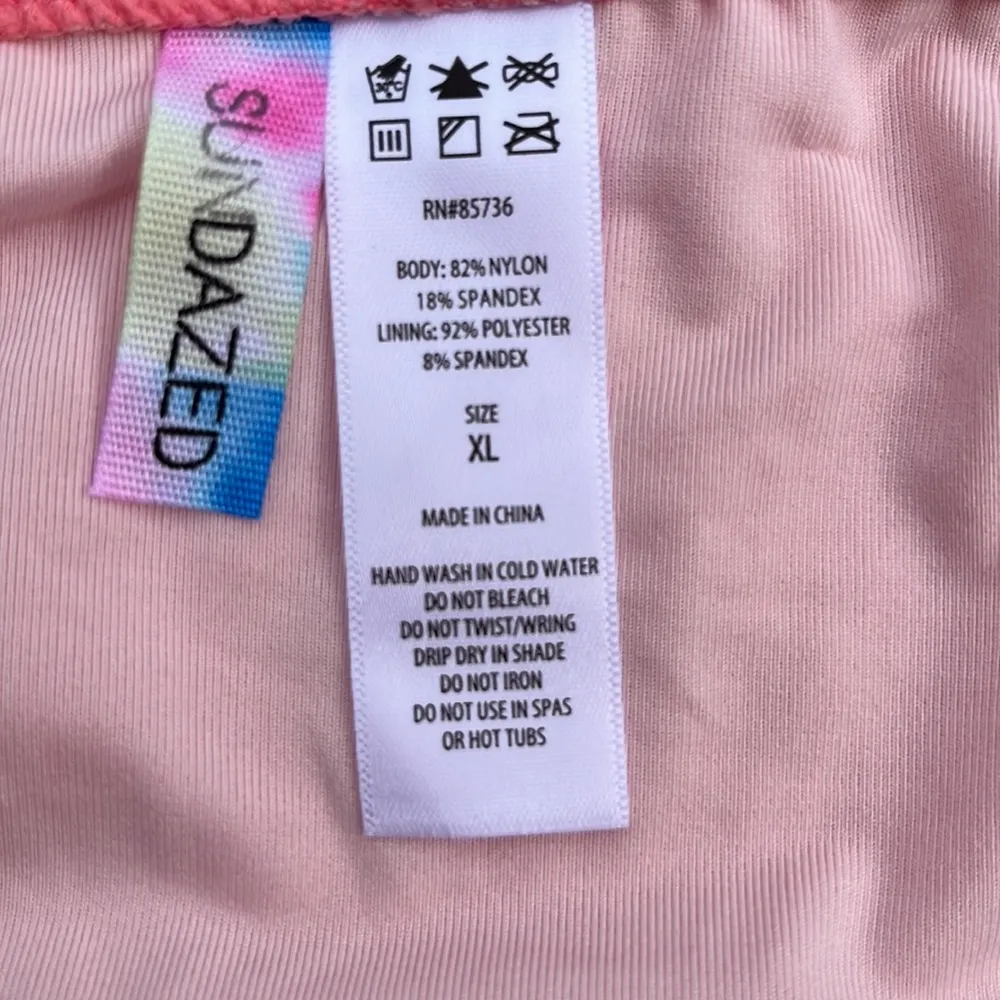 SUNDAZED
30°C
RN#85736
BODY: 82% NYLON
18% SPANDEX
LINING: 92% POLYESTER
8% SPANDEX
SIZE
XL
MADE IN CHINA
HAND WASH IN COLD WATER
DO NOT BLEACH
DO NOT TWIST/WRING
DRIP DRY IN SHADE
DO NOT IRON
DO NOT USE IN SPAS
OR HOT TUBS